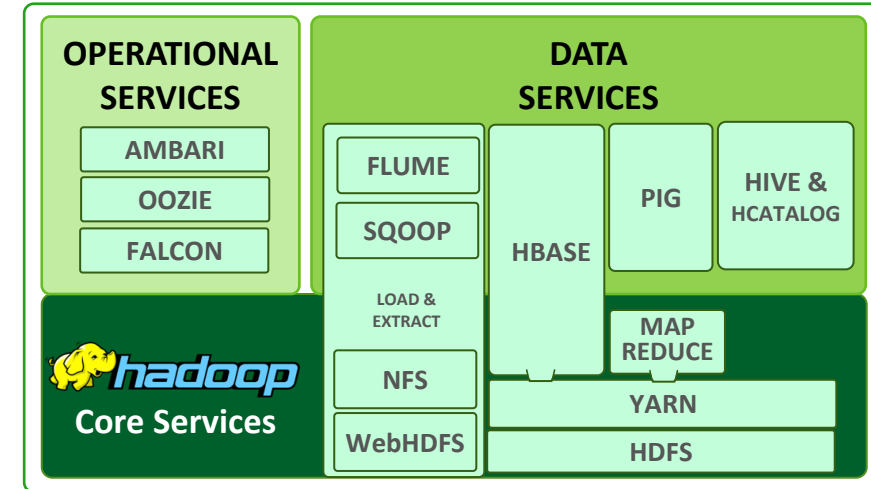 OPERATIONAL
SERVICES
AMBARI
OOZIE
FALCON
DATA
SERVICES
FLUME
SQOOP
LOAD &
EXTRACT
NFS
WebHDFS
HBASE
PIG
HIVE &
HCATALOG
MAP
REDUCE
YARN
HDFS
hadoop
Core Services